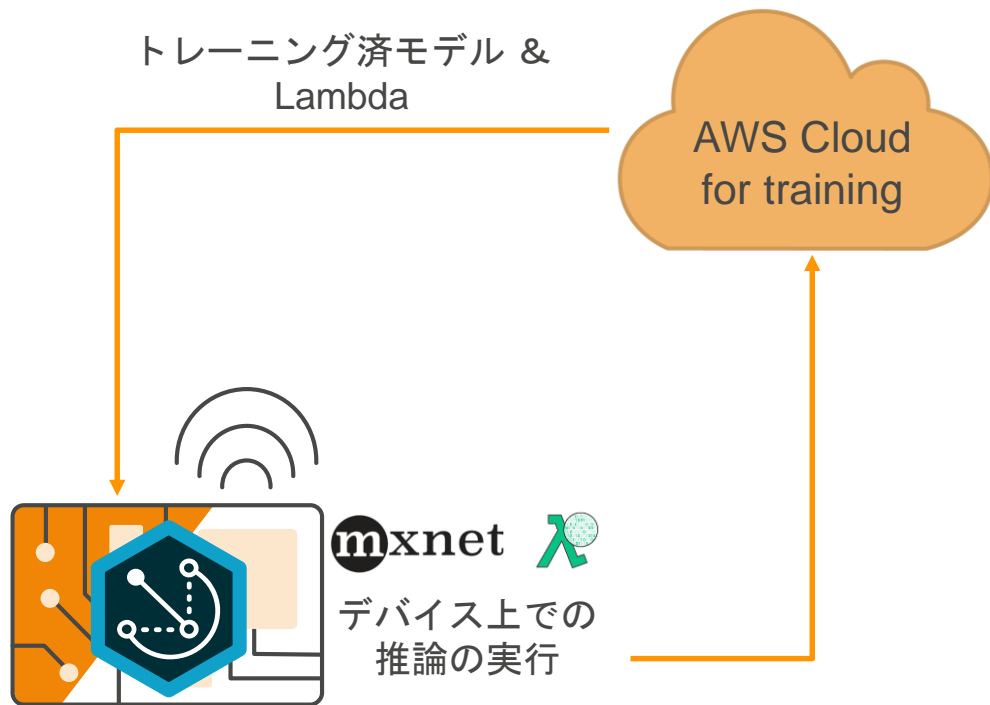 トレーニング済モデル &
Lambda
AWS Cloud
for training
mxnet
デバイス上での
推論の実行